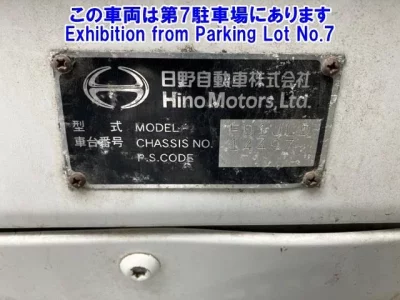 この車両は第7駐車場にあります
Exhibition from Parking Lot No.7
日野自動車株式会社
Hino Motors, Ltd.
型 式 MODEL
車台番号 CHASSIS NO.
P.S.CODE